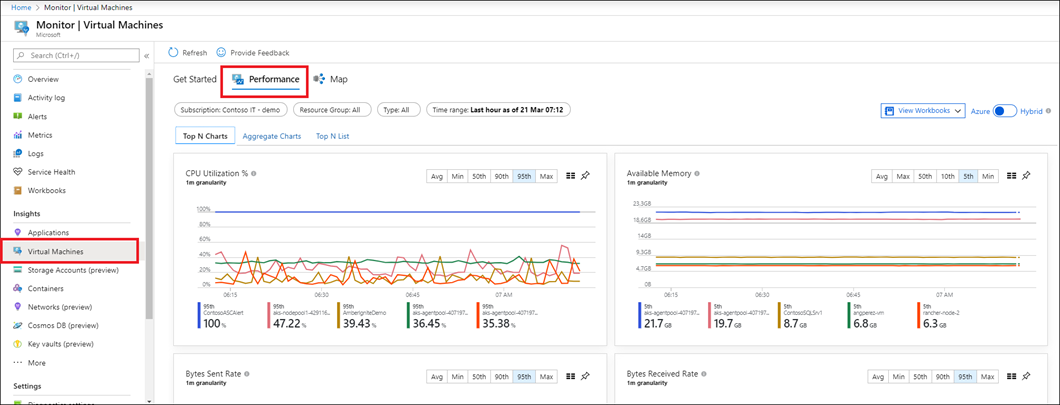 Home > Monitor | Virtual Machines
Monitor | Virtual Machines
Microsoft
Search (Ctrl+/)
«
Overview
Activity log
Alerts
Metrics
Logs
Service Health
Workbooks
Insights
Applications
Virtual Machines
Storage Accounts (preview)
Containers
Networks (preview)
Cosmos DB (preview)
Key vaults (preview)
More
Settings
Diagnostics settings
Refresh Provide Feedback
Get Started Performance Map
Subscription: Contoso IT - demo Resource Group: All Type: All Time range: Last hour as of 21 Mar 07:12
View Workbooks Azure Hybrid
Top N Charts Aggregate Charts Top N List
CPU Utilization %
1m granularity
Avg Min 50th 90th 95th Max
100%
80%
60%
40%
20%
0%
06:15 06:30 06:45 07 AM
95th 95th 95th 95th 95th
ContosoASCAlert aks-nodepool1-429116... AmberIgniteDemo aks-agentpool-407197... aks-agentpool-407197...
100 % 47.22 % 39.43 % 36.45 % 35.38 %
Available Memory
1m granularity
Avg Max 50th 10th 5th Min
23,3GB
18,6GB
14GB
9,3GB
4,7GB
0B
06:15 06:30 06:45 07 AM
5th 5th 5th 5th 5th
aks-agentpool-407197... aks-agentpool-407197... ContosoSQLSrv1 angperez-vm rancher-node-2
21.7 GB 19.7 GB 8.7 GB 6.8 GB 6.3 GB
Bytes Sent Rate
1m granularity
Avg Min 50th 90th 95th Max
Bytes Received Rate
1m granularity
Avg Min 50th 90th 95th Max